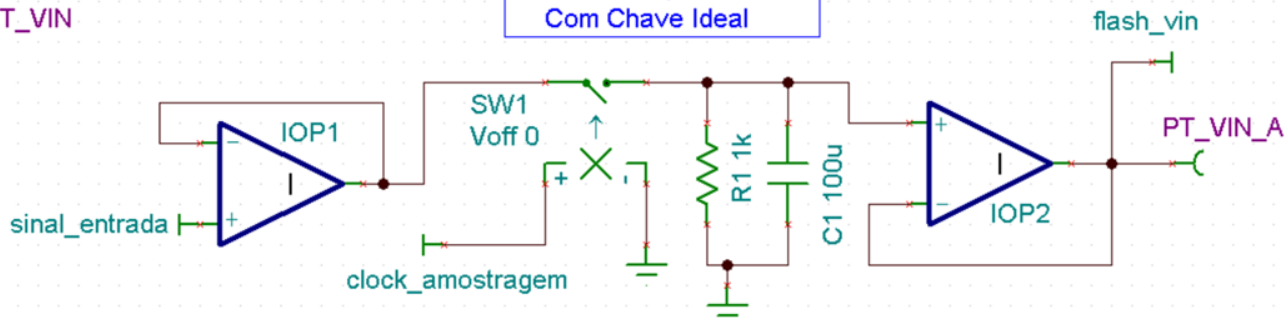 T_VIN
Com Chave Ideal
flash_vin
SW1
Voff 0
IOP1
PT_VIN_A
R1 1k
C1 100u
IOP2
sinal_entrada
clock_amostragem